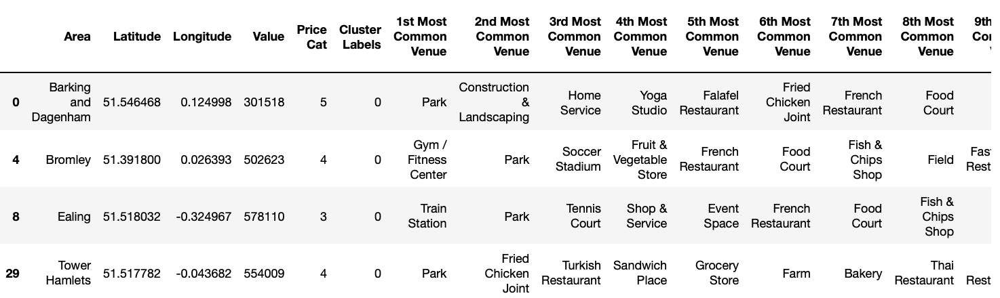 Area Latitude Longitude Value Price Cat Cluster Labels 1st Most Common Venue 2nd Most Common Venue 3rd Most Common Venue 4th Most Common Venue 5th Most Common Venue 6th Most Common Venue 7th Most Common Venue 8th Most Common Venue 9th
0 Barking and Dagenham 51.546468 0.124998 301518 5 0 Park Construction & Landscaping Home Service Yoga Studio Falafel Restaurant Fried Chicken Joint French Restaurant Food Court
4 Bromley 51.391800 0.026393 502623 4 0 Gym / Fitness Center Park Soccer Stadium Fruit & Vegetable Store French Restaurant Food Court Fish & Chips Shop Field
8 Ealing 51.518032 -0.324967 578110 3 0 Train Station Park Tennis Court Shop & Service Event Space French Restaurant Food Court Fish & Chips Shop
29 Tower Hamlets 51.517782 -0.043682 554009 4 0 Park Fried Chicken Joint Turkish Restaurant Sandwich Place Grocery Store Farm Bakery Thai Restaurant